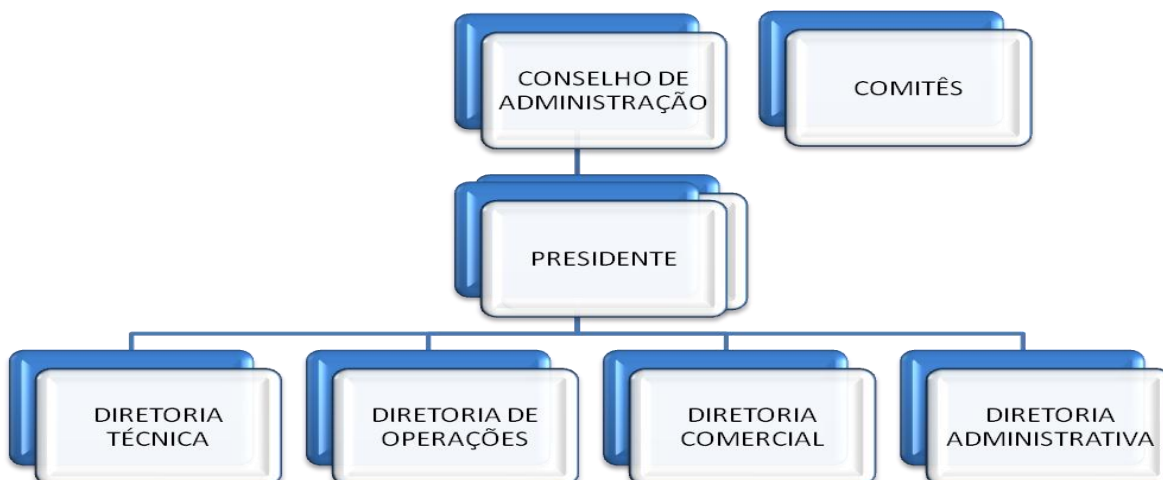 CONSELHO DE
ADMINISTRAÇÃO
COMITÊS
PRESIDENTE
DIRETORIA
TÉCNICA
DIRETORIA DE
OPERAÇÕES
DIRETORIA
COMERCIAL
DIRETORIA
ADMINISTRATIVA